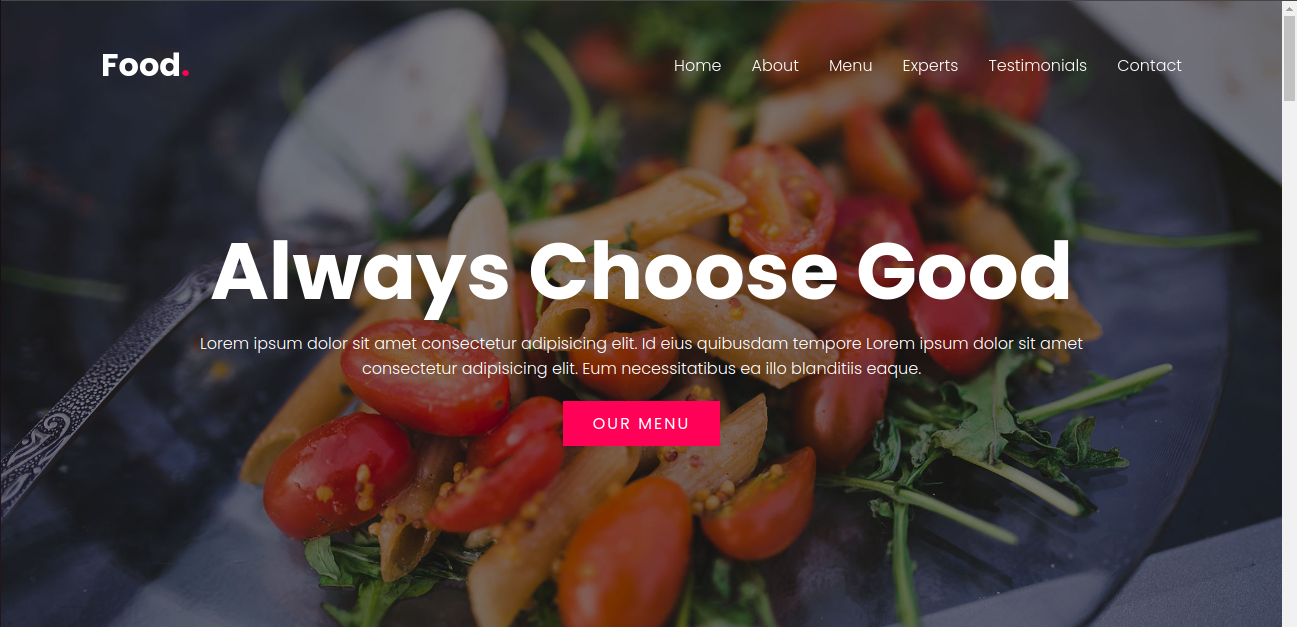 Food.
Home About Menu Experts Testimonials Contact
Always Choose Good
Lorem ipsum dolor sit amet consectetur adipisicing elit. Id eius quibusdam tempore Lorem ipsum dolor sit amet
consectetur adipisicing elit. Eum necessitatibus ea illo blanditiis eaque.
OUR MENU